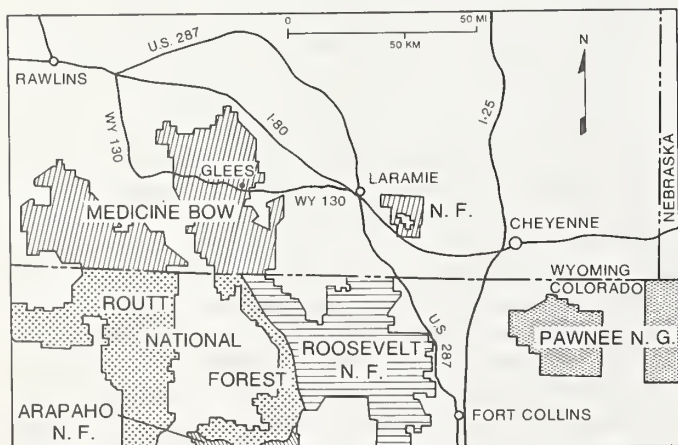 0 50 MI
50 KM
N
U.S. 287
RAWLINS
I-80
I-25
WY 130
GLEES
LARAMIE
NEBRASKA
MEDICINE BOW
WY 130
N. F.
CHEYENNE
WYOMING
COLORADO
ROUTT
NATIONAL
FOREST
ROOSEVELT
N. F.
U.S. 287
PAWNEE N. G.
ARAPAHO
N. F.
FORT COLLINS